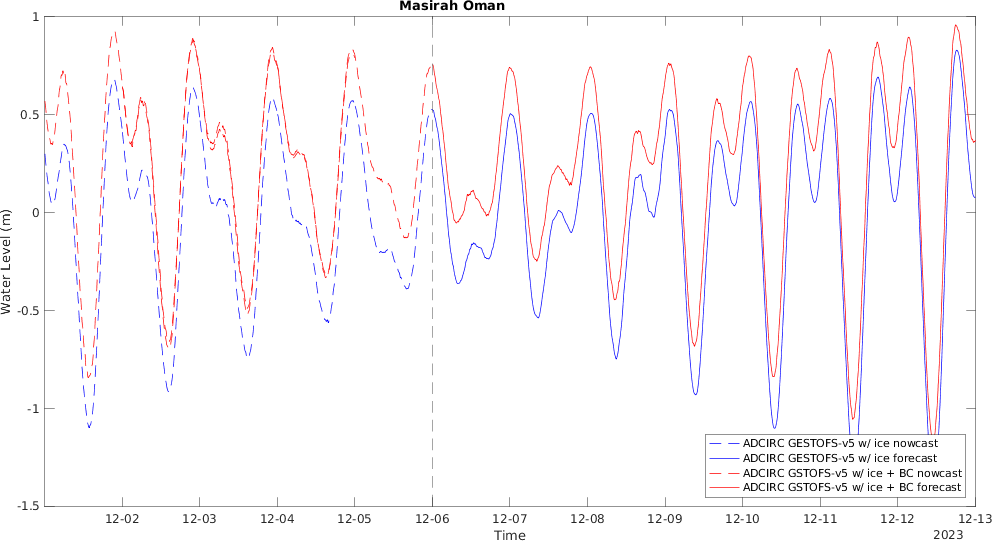 Masirah Oman
1
0.5
0
-0.5
-1
-1.5
Water Level (m)
ADCIRC GESTOFS-v5 w/ ice nowcast
ADCIRC GESTOFS-v5 w/ ice forecast
ADCIRC GSTOFS-v5 w/ ice + BC nowcast
ADCIRC GSTOFS-v5 w/ ice + BC forecast
12-02 12-03 12-04 12-05 12-06 12-07 12-08 12-09 12-10 12-11 12-12 12-13
Time
2023